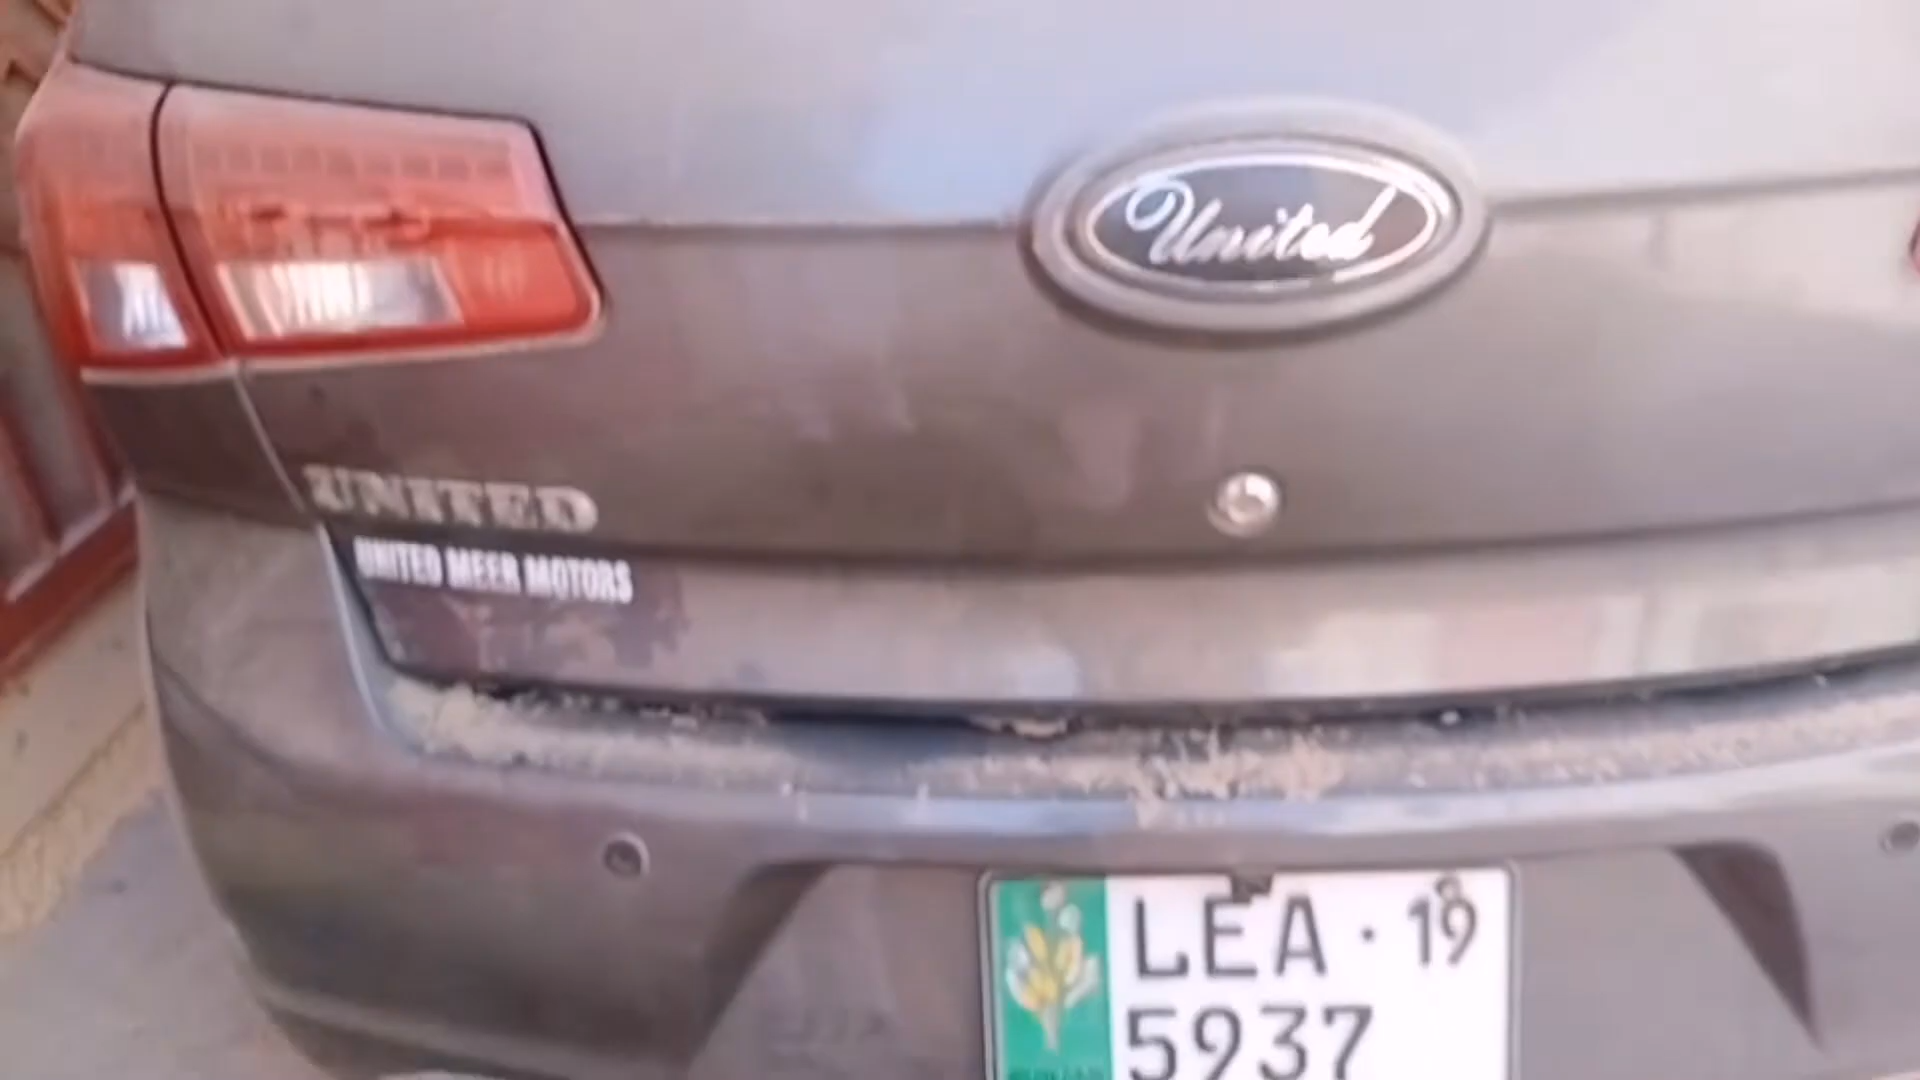 United
UNITED
UNITED MEER MOTORS
LEA · 19
5937